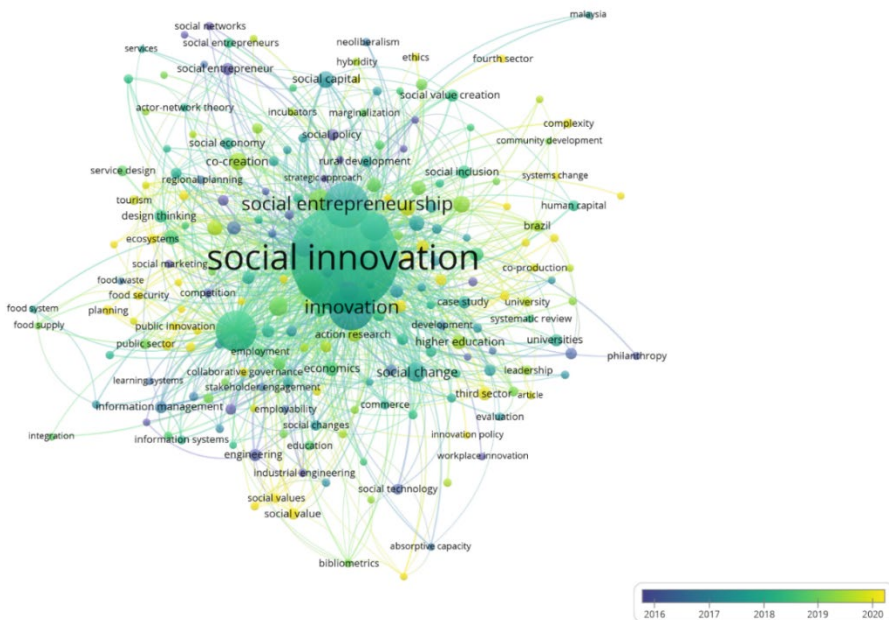 malaysia
social networks
social entrepreneurs
neoliberalism
services
hybridity
ethics
fourth sector
social entrepreneur
social capital
social value creation
actor-network theory
incubators
marginalization
complexity
social policy
community development
social economy
co-creation
rural development
service design
strategic approach
social inclusion
systems change
regional planning
tourism
social entrepreneurship
human capital
design thinking
brazil
ecosystems
social innovation
social marketing
co-production
food waste
food security
competition
case study
university
food system
planning
innovation
systematic review
food supply
public innovation
development
action research
higher education
universities
public sector
employment
philanthropy
collaborative governance
economics
social change
leadership
learning systems
stakeholder engagement
third sector
article
information management
employability
commerce
evaluation
social changes
integration
information systems
education
innovation policy
engineering
workplace innovation
industrial engineering
social technology
social values
social value
absorptive capacity
bibliometrics
2016 2017 2018 2019 2020